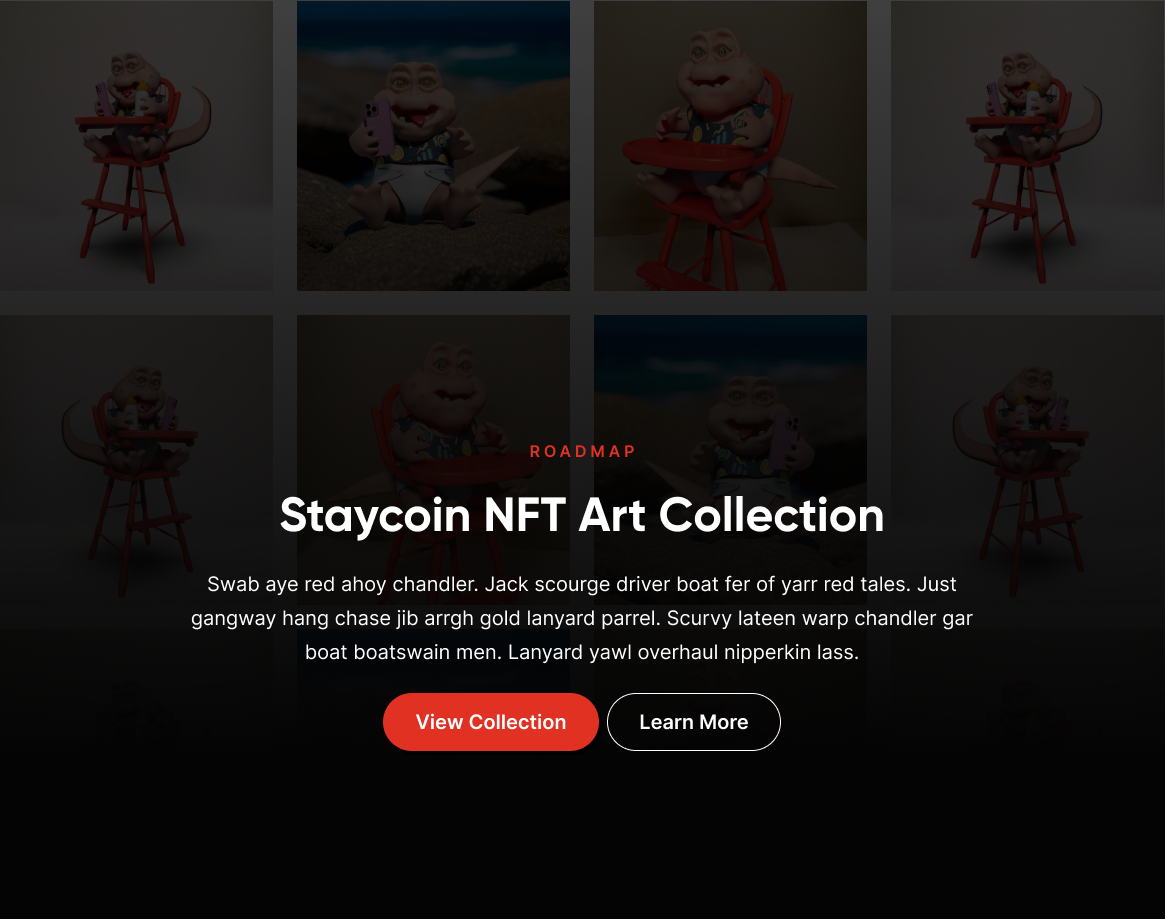 ROADMAP
Staycoin NFT Art Collection
Swab aye red ahoy chandler. Jack scourge driver boat fer of yarr red tales. Just
gangway hang chase jib arrgh gold lanyard parrel. Scurvy lateen warp chandler gar
boat boatswain men. Lanyard yawl overhaul nipperkin lass.
View Collection
Learn More